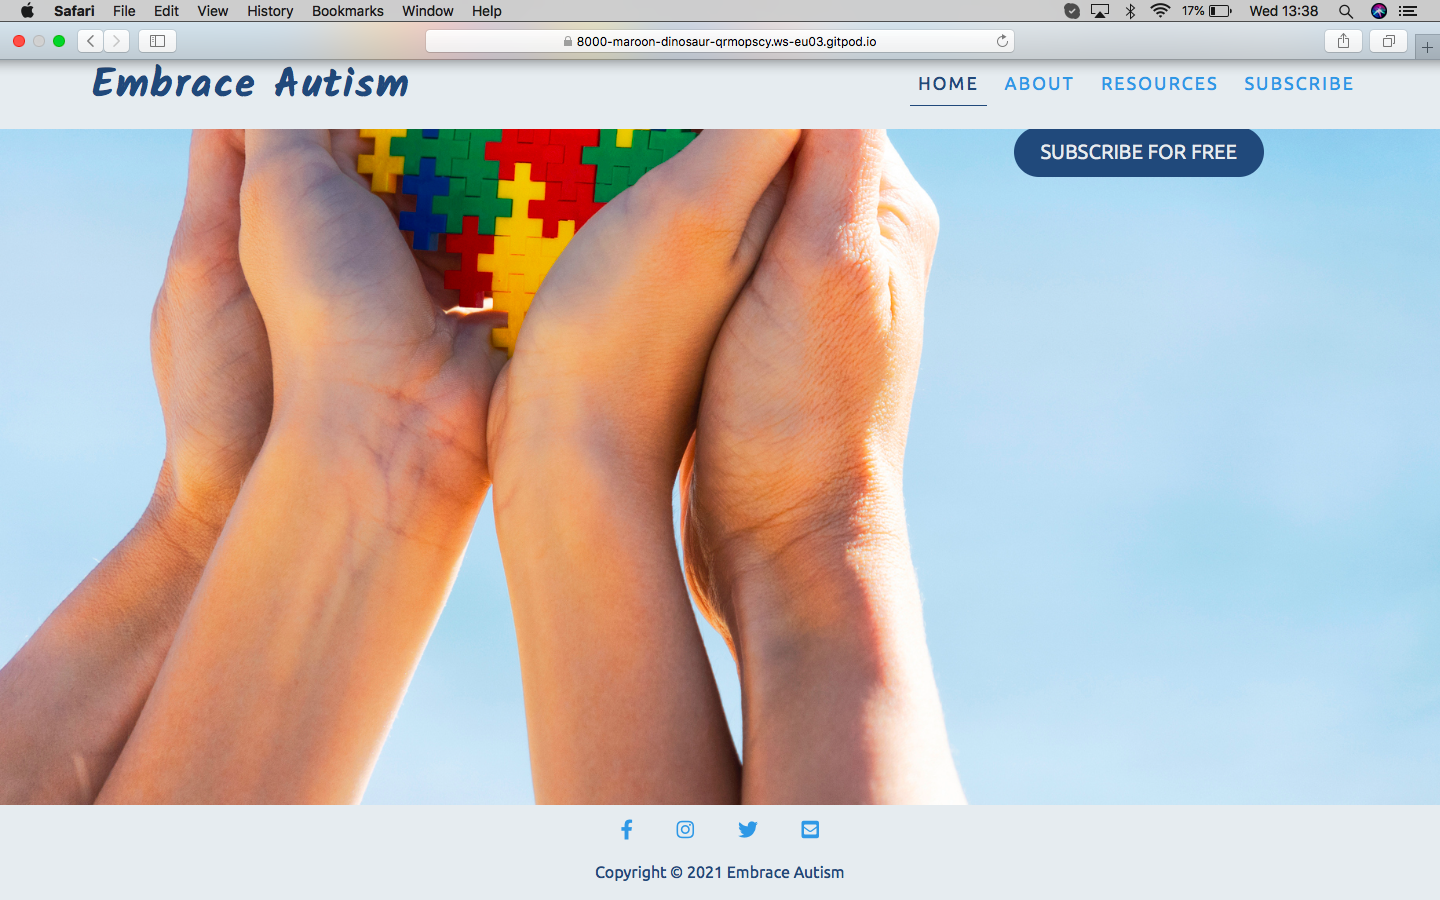 Safari File Edit View History Bookmarks Window Help 17% Wed 13:38
8000-maroon-dinosaur-qrmopscy.ws-eu03.gitpod.io
Embrace Autism HOME ABOUT RESOURCES SUBSCRIBE
SUBSCRIBE FOR FREE
Copyright © 2021 Embrace Autism